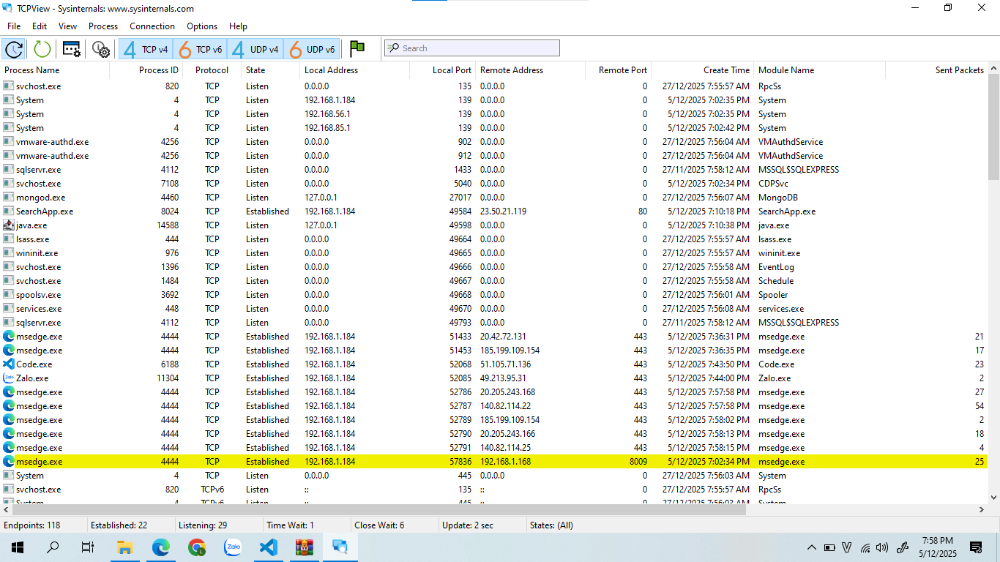 TCPView - Sysinternals: www.sysinternals.com
File Edit View Process Connection Options Help
4 TCP v4 6 TCP v6 4 UDP v4 6 UDP v6 Search
Process Name Process ID Protocol State Local Address Local Port Remote Address Remote Port Create Time Module Name Sent Packets
svchost.exe 820 TCP Listen 0.0.0.0 135 0.0.0.0 0 27/12/2025 7:55:57 AM RpcSs
System 4 TCP Listen 192.168.1.184 139 0.0.0.0 0 5/12/2025 7:02:35 PM System
System 4 TCP Listen 192.168.56.1 139 0.0.0.0 0 5/12/2025 7:02:35 PM System
System 4 TCP Listen 192.168.85.1 139 0.0.0.0 0 5/12/2025 7:02:42 PM System
vmware-authd.exe 4256 TCP Listen 0.0.0.0 902 0.0.0.0 0 27/12/2025 7:56:04 AM VMAuthdService
vmware-authd.exe 4256 TCP Listen 0.0.0.0 912 0.0.0.0 0 27/12/2025 7:56:04 AM VMAuthdService
sqlservr.exe 4112 TCP Listen 0.0.0.0 1433 0.0.0.0 0 27/11/2025 7:58:12 AM MSSQL$SQLEXPRESS
svchost.exe 7108 TCP Listen 0.0.0.0 5040 0.0.0.0 0 5/12/2025 7:02:34 PM CDPSvc
mongod.exe 4460 TCP Listen 127.0.0.1 27017 0.0.0.0 0 27/12/2025 7:56:07 AM MongoDB
SearchApp.exe 8024 TCP Established 192.168.1.184 49584 23.50.21.119 80 5/12/2025 7:10:18 PM SearchApp.exe
java.exe 14588 TCP Listen 127.0.0.1 49598 0.0.0.0 0 5/12/2025 7:10:38 PM java.exe
lsass.exe 444 TCP Listen 0.0.0.0 49664 0.0.0.0 0 27/12/2025 7:55:57 AM lsass.exe
wininit.exe 976 TCP Listen 0.0.0.0 49665 0.0.0.0 0 27/12/2025 7:55:57 AM wininit.exe
svchost.exe 1396 TCP Listen 0.0.0.0 49666 0.0.0.0 0 27/12/2025 7:55:58 AM EventLog
svchost.exe 1484 TCP Listen 0.0.0.0 49667 0.0.0.0 0 27/12/2025 7:55:58 AM Schedule
spoolsv.exe 3692 TCP Listen 0.0.0.0 49668 0.0.0.0 0 27/12/2025 7:56:01 AM Spooler
services.exe 448 TCP Listen 0.0.0.0 49670 0.0.0.0 0 27/12/2025 7:56:08 AM services.exe
sqlservr.exe 4112 TCP Listen 0.0.0.0 49793 0.0.0.0 0 27/11/2025 7:58:12 AM MSSQL$SQLEXPRESS
msedge.exe 4444 TCP Established 192.168.1.184 51433 20.42.72.131 443 5/12/2025 7:36:31 PM msedge.exe 21
msedge.exe 4444 TCP Established 192.168.1.184 51453 185.199.109.154 443 5/12/2025 7:36:35 PM msedge.exe 17
Code.exe 6188 TCP Established 192.168.1.184 52068 51.105.71.136 443 5/12/2025 7:43:50 PM Code.exe 23
Zalo.exe 11304 TCP Established 192.168.1.184 52085 49.213.95.31 443 5/12/2025 7:44:00 PM Zalo.exe 2
msedge.exe 4444 TCP Established 192.168.1.184 52786 20.205.243.168 443 5/12/2025 7:57:58 PM msedge.exe 27
msedge.exe 4444 TCP Established 192.168.1.184 52787 140.82.114.22 443 5/12/2025 7:57:58 PM msedge.exe 54
msedge.exe 4444 TCP Established 192.168.1.184 52789 185.199.109.154 443 5/12/2025 7:58:02 PM msedge.exe 2
msedge.exe 4444 TCP Established 192.168.1.184 52790 20.205.243.166 443 5/12/2025 7:58:13 PM msedge.exe 18
msedge.exe 4444 TCP Established 192.168.1.184 52791 140.82.114.25 443 5/12/2025 7:58:15 PM msedge.exe 4
msedge.exe 4444 TCP Established 192.168.1.184 57836 192.168.1.168 8009 5/12/2025 7:02:34 PM msedge.exe 25
System 4 TCP Listen 0.0.0.0 445 0.0.0.0 0 27/12/2025 7:56:03 AM System
svchost.exe 820 TCPv6 Listen :: 135 :: 0 27/12/2025 7:55:57 AM RpcSs
System 4 TCPv6 Listen :: 445 :: 0 27/12/2025 7:56:03 AM System
Endpoints: 118 Established: 22 Listening: 29 Time Wait: 1 Close Wait: 6 Update: 2 sec States: (All)
Zalo
7:58 PM
5/12/2025